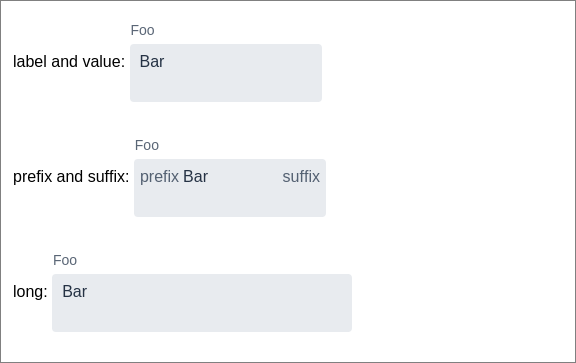 Foo
label and value: Bar
Foo
prefix and suffix: prefix Bar suffix
Foo
long: Bar